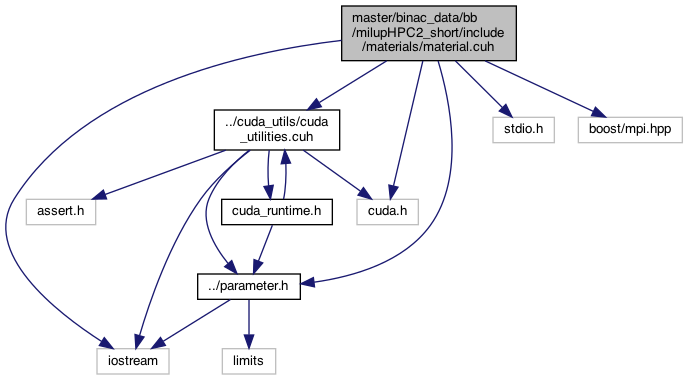 master/binac_data/bb
/milupHPC2_short/include
/materials/material.cuh
../cuda_utils/cuda
_utilities.cuh
stdio.h
boost/mpi.hpp
assert.h
cuda_runtime.h
cuda.h
../parameter.h
iostream
limits